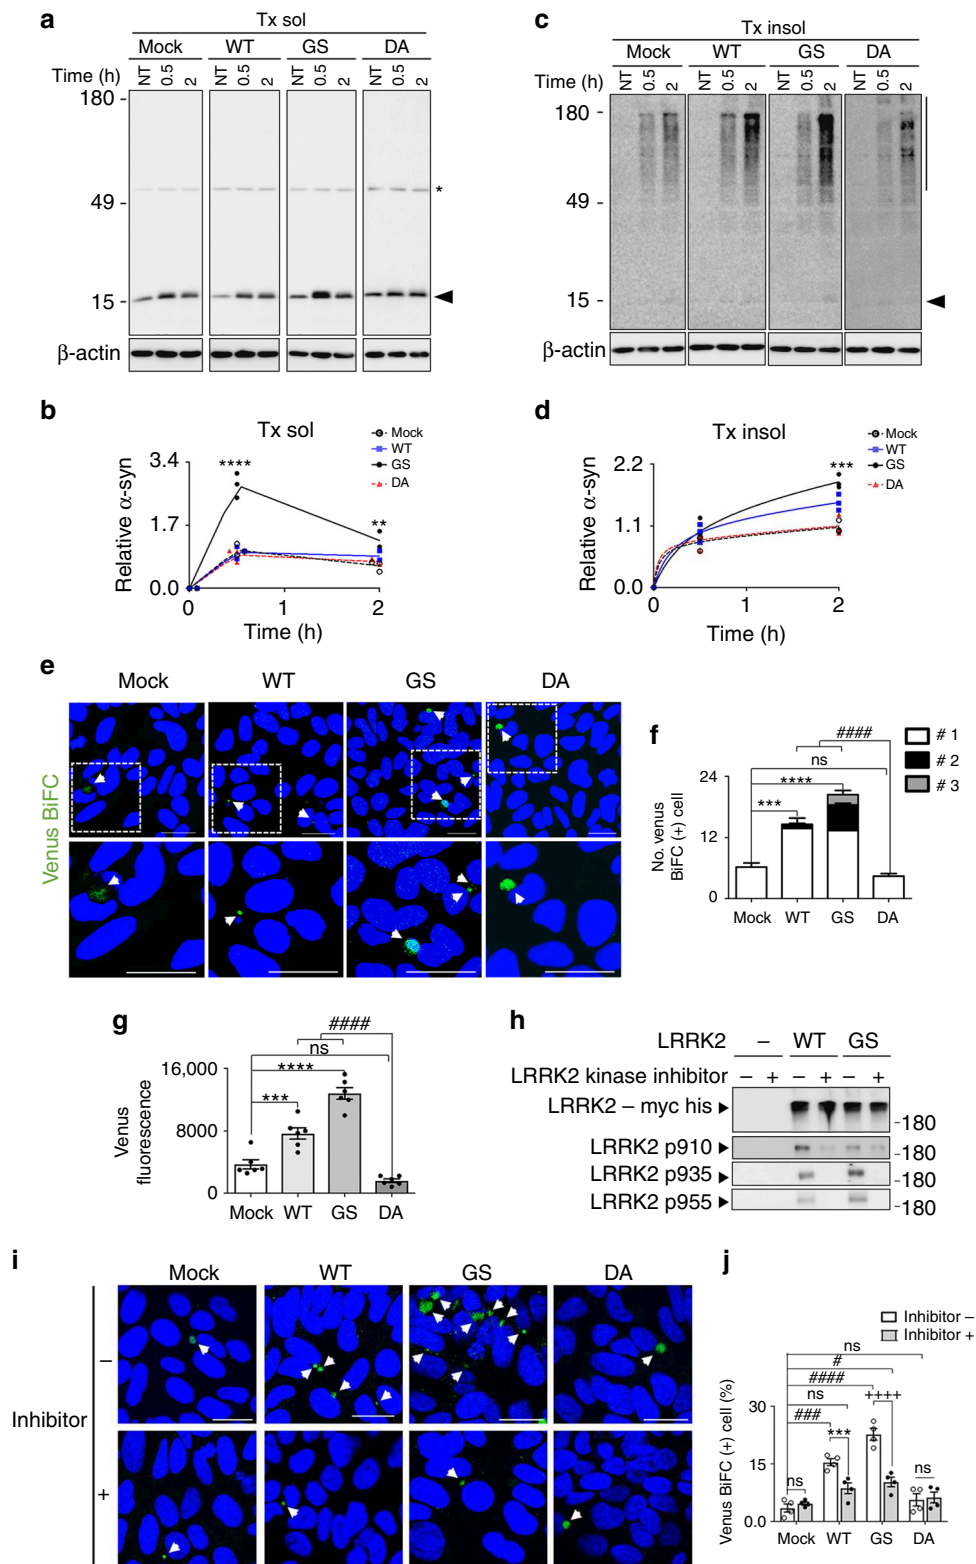 a
Tx sol
Mock WT GS DA
Time (h) NT 0.5 2 NT 0.5 2 NT 0.5 2 NT 0.5 2
180 -
49 -
*
15 -
β-actin
c
Tx insol
Mock WT GS DA
Time (h) NT 0.5 2 NT 0.5 2 NT 0.5 2 NT 0.5 2
180 -
49 -
15 -
β-actin
b
Tx sol
Mock
WT
GS
DA
Relative α-syn
3.4
1.7
0.0
****
**
0 1 2
Time (h)
d
Tx insol
Mock
WT
GS
DA
Relative α-syn
2.2
1.1
0.0
***
0 1 2
Time (h)
e
Mock WT GS DA
Venus BiFC
f
# 1
# 2
# 3
####
ns
****
***
No. venus
BiFC (+) cell
24
12
0
Mock WT GS DA
g
####
ns
****
***
Venus
fluorescence
16,000
8000
0
Mock WT GS DA
h
LRRK2 – WT GS
LRRK2 kinase inhibitor – + – + – +
LRRK2 – myc his
-180
LRRK2 p910
-180
LRRK2 p935
-180
LRRK2 p955
-180
i
Mock WT GS DA
Inhibitor
–
+
j
Inhibitor –
Inhibitor +
ns
#
####
ns
++++
###
***
ns
ns
Venus BiFC (+) cell (%)
30
15
0.0
Mock WT GS DA